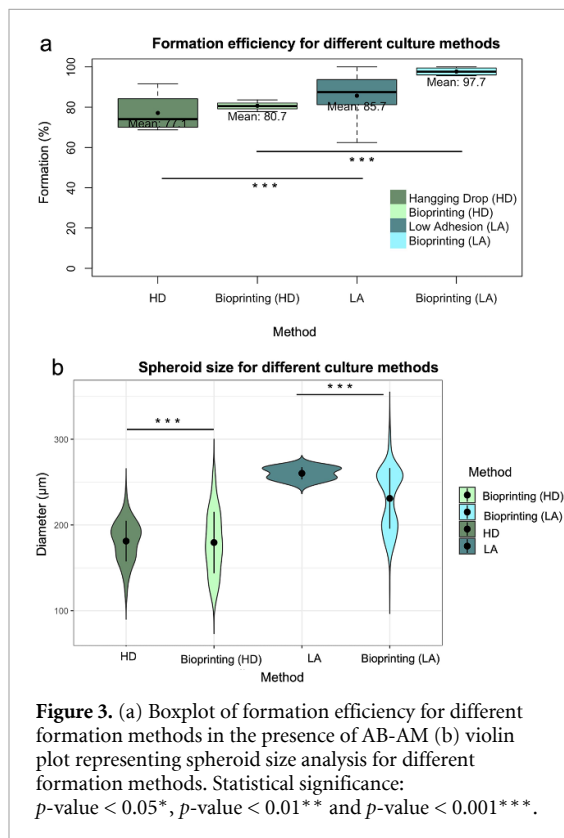 a
Formation efficiency for different culture methods
Formation (%)
100
80
60
40
20
0
Mean: 77.1
Mean: 80.7
Mean: 85.7
Mean: 97.7
***
***
Hangging Drop (HD)
Bioprinting (HD)
Low Adhesion (LA)
Bioprinting (LA)
HD
Bioprinting (HD)
LA
Bioprinting (LA)
Method
b
Spheroid size for different culture methods
Diameter (µm)
300
200
100
***
***
Method
Bioprinting (HD)
Bioprinting (LA)
HD
LA
HD
Bioprinting (HD)
LA
Bioprinting (LA)
Method
Figure 3. (a) Boxplot of formation efficiency for different
formation methods in the presence of AB-AM (b) violin
plot representing spheroid size analysis for different
formation methods. Statistical significance:
p-value < 0.05*, p-value < 0.01** and p-value < 0.001***.